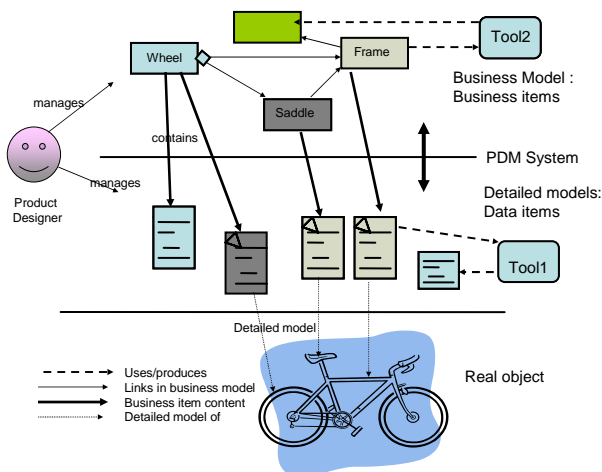 Tool2
Frame
Wheel
Business Model :
Business items
manages
Saddle
contains
PDM System
manages
Product
Designer
Detailed models:
Data items
Tool1
Detailed model
Real object
Uses/produces
Links in business model
Business item content
Detailed model of